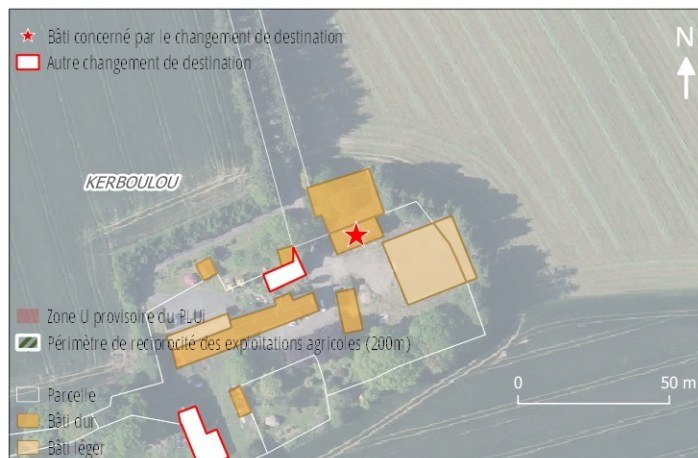 Bâti concerné par le changement de destination
Autre changement de destination
N
KERBOULOU
Zone U provisoire du PLUi
Périmètre de réciprocité des exploitations agricoles (200m)
Parcelle
Bâti dur
Bâti léger
0 50 m